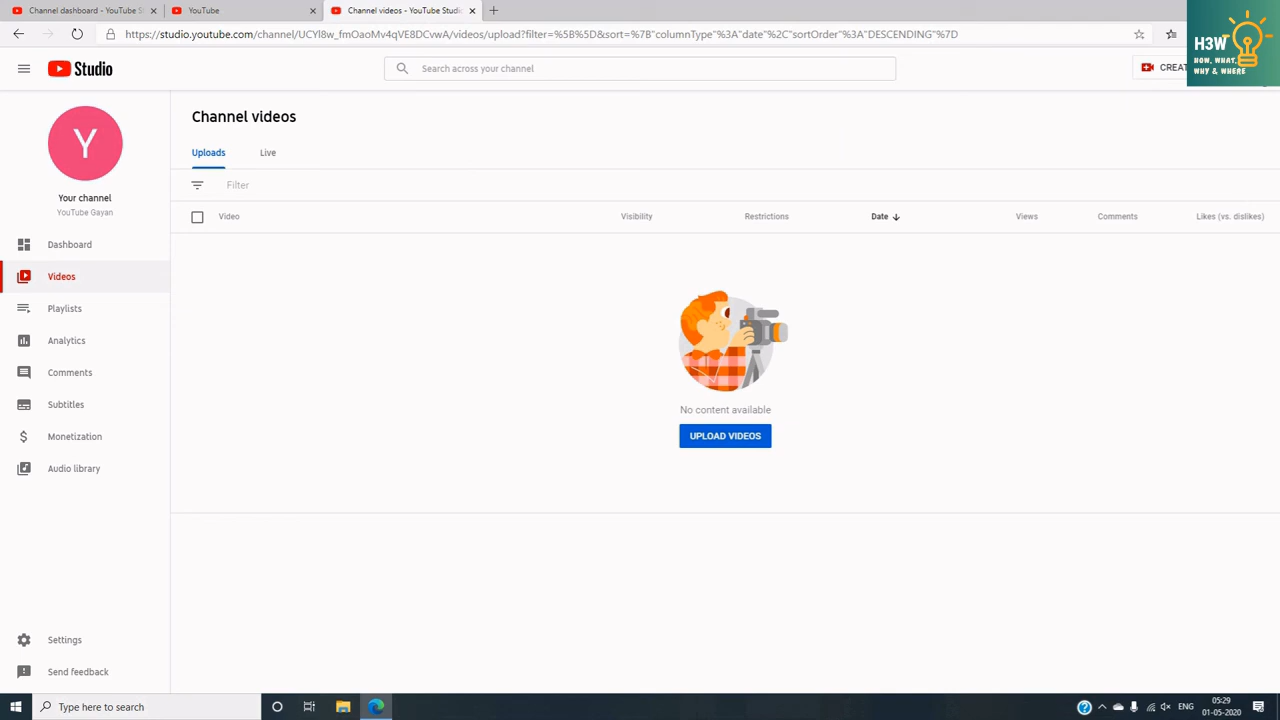 Channel dashboard - YouTube St
YouTube
Channel videos - YouTube Studio
https://studio.youtube.com/channel/UCYl8w_fmOaoMv4qVE8DCvwA/videos/upload?filter=%5B%5D&sort=%7B"columnType"%3A"date"%2C"sortOrder"%3A"DESCENDING"%7D
Studio
Search across your channel
CREAT
H3W
HOW, WHAT,
WHY & WHERE
Y
Your channel
YouTube Gayan
Dashboard
Videos
Playlists
Analytics
Comments
Subtitles
Monetization
Audio library
Settings
Send feedback
Channel videos
Uploads Live
Filter
Video Visibility Restrictions Date Views Comments Likes (vs. dislikes)
No content available
UPLOAD VIDEOS
Type here to search
ENG
05:29
01-05-2020